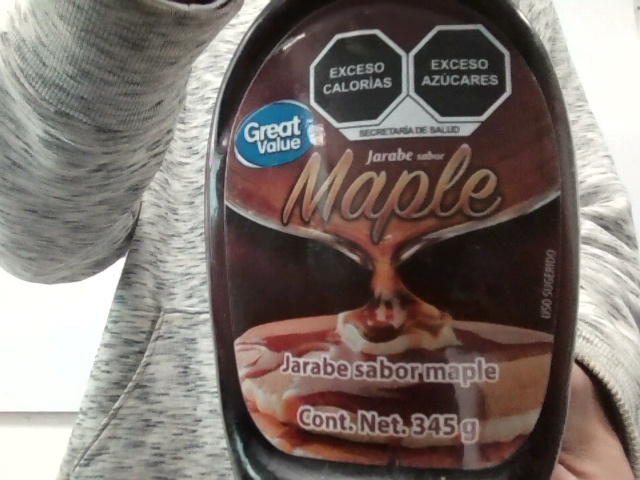 EXCESO
CALORÍAS
EXCESO
AZÚCARES
SECRETARÍA DE SALUD
Great
Value
Jarabe sabor
Maple
USO SUGERIDO
Jarabe sabor maple
Cont. Net. 345 g